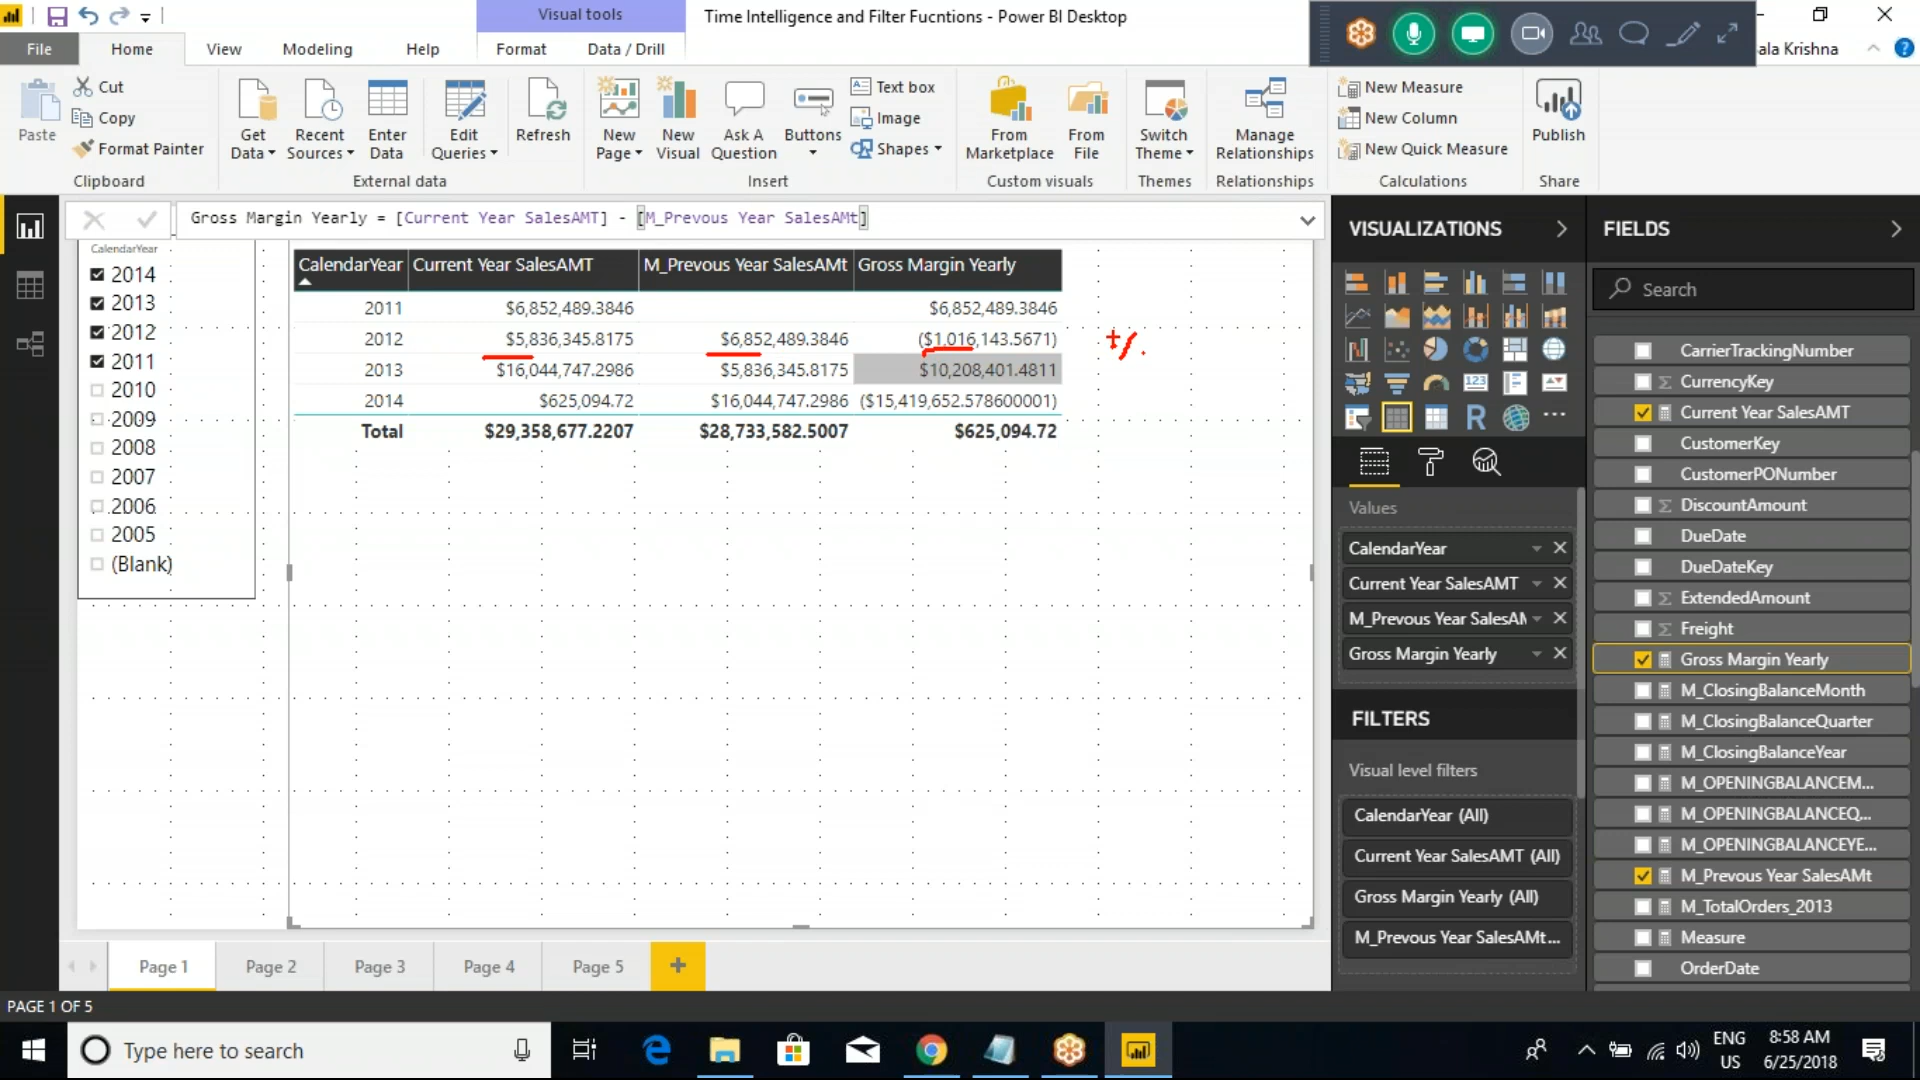 Visual tools
Time Intelligence and Filter Fucntions - Power BI Desktop
File
Home
View
Modeling
Help
Format
Data / Drill
ala Krishna
Paste
Cut
Copy
Format Painter
Clipboard
Get Data
Recent Sources
Enter Data
Edit Queries
Refresh
External data
New Page
New Visual
Ask A Question
Buttons
Text box
Image
Shapes
Insert
From Marketplace
From File
Custom visuals
Switch Theme
Themes
Manage Relationships
Relationships
New Measure
New Column
New Quick Measure
Calculations
Publish
Share
Gross Margin Yearly = [Current Year SalesAMT] - [M_Prevous Year SalesAMt]
CalendarYear
2014
2013
2012
2011
2010
2009
2008
2007
2006
2005
(Blank)
CalendarYear Current Year SalesAMT M_Prevous Year SalesAMt Gross Margin Yearly
2011 $6,852,489.3846 $6,852,489.3846
2012 $5,836,345.8175 $6,852,489.3846 ($1,016,143.5671)
2013 $16,044,747.2986 $5,836,345.8175 $10,208,401.4811
2014 $625,094.72 $16,044,747.2986 ($15,419,652.578600001)
Total $29,358,677.2207 $28,733,582.5007 $625,094.72
VISUALIZATIONS
123
R
Values
CalendarYear
Current Year SalesAMT
M_Prevous Year SalesAM
Gross Margin Yearly
FILTERS
Visual level filters
CalendarYear (All)
Current Year SalesAMT (All)
Gross Margin Yearly (All)
M_Prevous Year SalesAMt...
FIELDS
Search
CarrierTrackingNumber
CurrencyKey
Current Year SalesAMT
CustomerKey
CustomerPONumber
DiscountAmount
DueDate
DueDateKey
ExtendedAmount
Freight
Gross Margin Yearly
M_ClosingBalanceMonth
M_ClosingBalanceQuarter
M_ClosingBalanceYear
M_OPENINGBALANCEM...
M_OPENINGBALANCEQ...
M_OPENINGBALANCEYE...
M_Prevous Year SalesAMt
M_TotalOrders_2013
Measure
OrderDate
Page 1
Page 2
Page 3
Page 4
Page 5
+
PAGE 1 OF 5
Type here to search
ENG
US
8:58 AM
6/25/2018